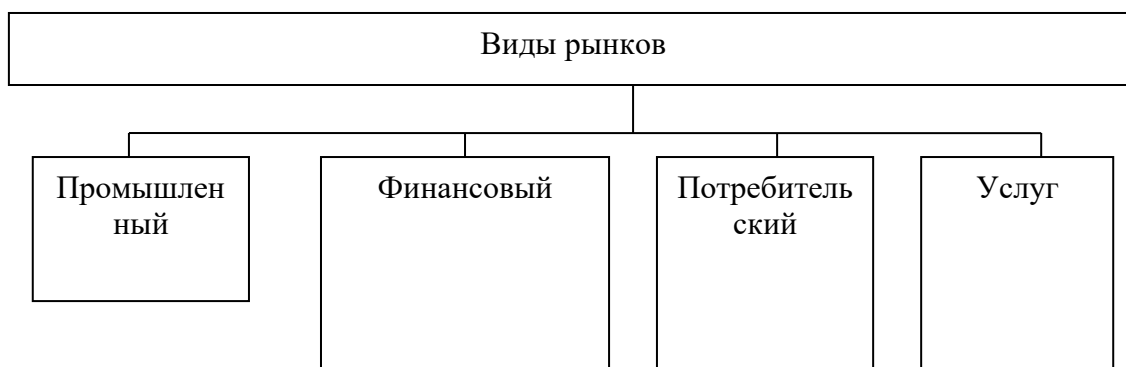 Виды рынков
Промышлен
ный
Финансовый
Потребитель
ский
Услуг